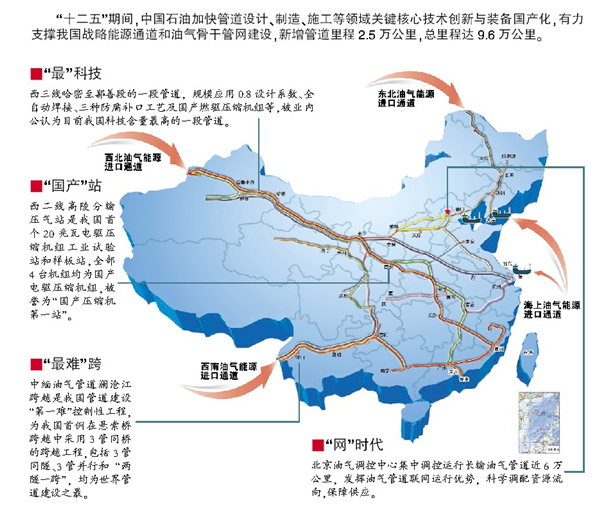 “十二五”期间，中国石油加快管道设计、制造、施工等领域关键核心技术创新与装备国产化，有力
支撑我国战略能源通道和油气骨干管网建设，新增管道里程 2.5 万公里，总里程达 9.6 万公里。
■“最”科技
西三线哈密至鄯善段的一段管道，规模应用 0.8 设计系数、全
自动焊接、三种防腐补口工艺及国产燃驱压缩机组等，被业内
公认为目前我国科技含量最高的一段管道。
东北油气能源
进口通道
西北油气能源
进口通道
■“国产”站
西二线高陵分输
压气站是我国首
个 20 兆瓦电驱压
缩机组工业试验
站和样板站，全部
4 台机组均为国产
电驱压缩机组，被
誉为“国产压缩机
第一站”。
海上油气能源
进口通道
■“最难”跨
中缅油气管道澜沧江
跨越是我国管道建设
“第一难”控制性工程，
为我国首例在悬索桥
跨越中采用 3 管同桥
的跨越工程，包括 3 管
同隧、3 管并行和“两
隧一跨”，均为世界管
道建设之最。
西南油气能源
进口通道
■“网”时代
北京油气调控中心集中调控运行长输油气管道近 6 万
公里，发挥油气管道联网运行优势，科学调配资源流
向，保障供应。